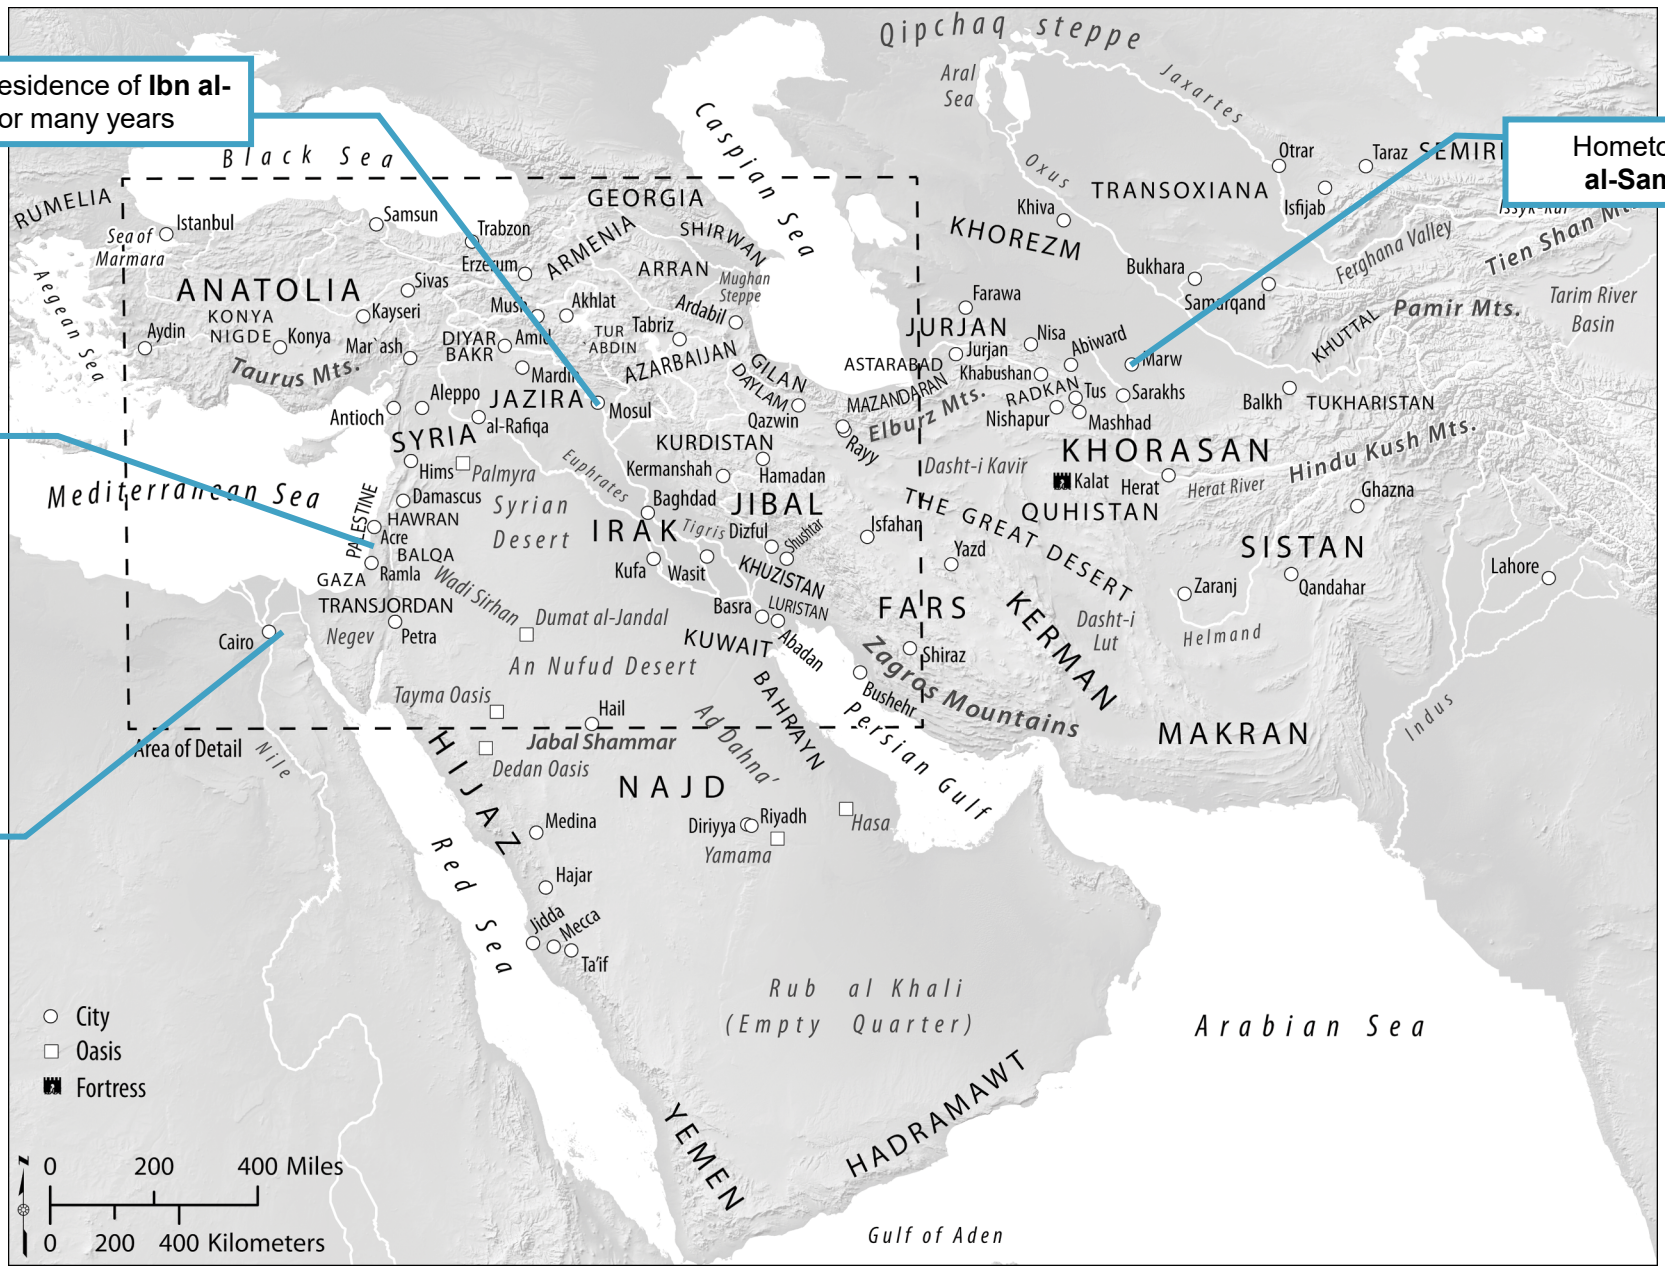 Qipchaq steppe
Aral
Sea
Jaxartes
esidence of Ibn al-
or many years
Caspian Sea
Black Sea
Oxus
Otrar
Taraz
SEMIR
Hometo
al-Sam
Isfijab
TRANSOXIANA
Khiva
KHOREZM
Issyk-Kul
Tien Shan
Ferghana Valley
RUMELIA
Istanbul
Sea of
Marmara
Samsun
Trabzon
GEORGIA
ARMENIA
SHIRWAN
Erzerum
ARRAN
Mughan
Steppe
Bukhara
Samarqand
Pamir Mts.
Tarim River
Basin
Aegean Sea
ANATOLIA
Sivas
KONYA
NIGDE
Kayseri
Konya
Aydin
Mush
Akhlat
Ardabil
Tabriz
TUR
'ABDIN
Farawa
JURJAN
Nisa
Abiward
KHUTTAL
Taurus Mts.
Mar`ash
DIYAR
BAKR
Amid
Mardin
AZARBAIJAN
GILAN
DAYLAM
ASTARABAD
Jurjan
Khabushan
Marw
MAZANDARAN
RADKAN
Tus
Sarakhs
Elburz Mts.
Nishapur
Mashhad
Balkh
TUKHARISTAN
Aleppo
Antioch
JAZIRA
Mosul
al-Rafiqa
Qazwin
Rayy
SYRIA
KURDISTAN
KHORASAN
Hindu Kush Mts.
Hims
Palmyra
Euphrates
Kermanshah
Hamadan
Dasht-i Kavir
Kalat
Herat
Herat River
Ghazna
Mediterranean Sea
Damascus
PALESTINE
HAWRAN
Acre
Syrian
Desert
Baghdad
JIBAL
IRAK
Tigris
Dizful
Shushtar
Isfahan
THE GREAT DESERT
QUHISTAN
BALQA
Ramla
GAZA
Kufa
Wasit
KHUZISTAN
Yazd
SISTAN
Lahore
Wadi Sirhan
TRANSJORDAN
Basra
LURISTAN
FARS
KERMAN
Dasht-i
Lut
Zaranj
Qandahar
Helmand
Cairo
Negev
Petra
Dumat al-Jandal
KUWAIT
Abadan
Zagros Mountains
Shiraz
An Nufud Desert
Bushehr
Tayma Oasis
BAHRAYN
Hail
Ad Dahna'
Persian Gulf
MAKRAN
Indus
Area of Detail
Nile
HIJAZ
Jabal Shammar
Dedan Oasis
NAJD
Medina
Diriyya
Riyadh
Yamama
Hasa
Red Sea
Hajar
Jidda
Mecca
Ta'if
Rub al Khali
(Empty Quarter)
Arabian Sea
City
Oasis
Fortress
YEMEN
HADRAMAWT
N
0 200 400 Miles
0 200 400 Kilometers
Gulf of Aden